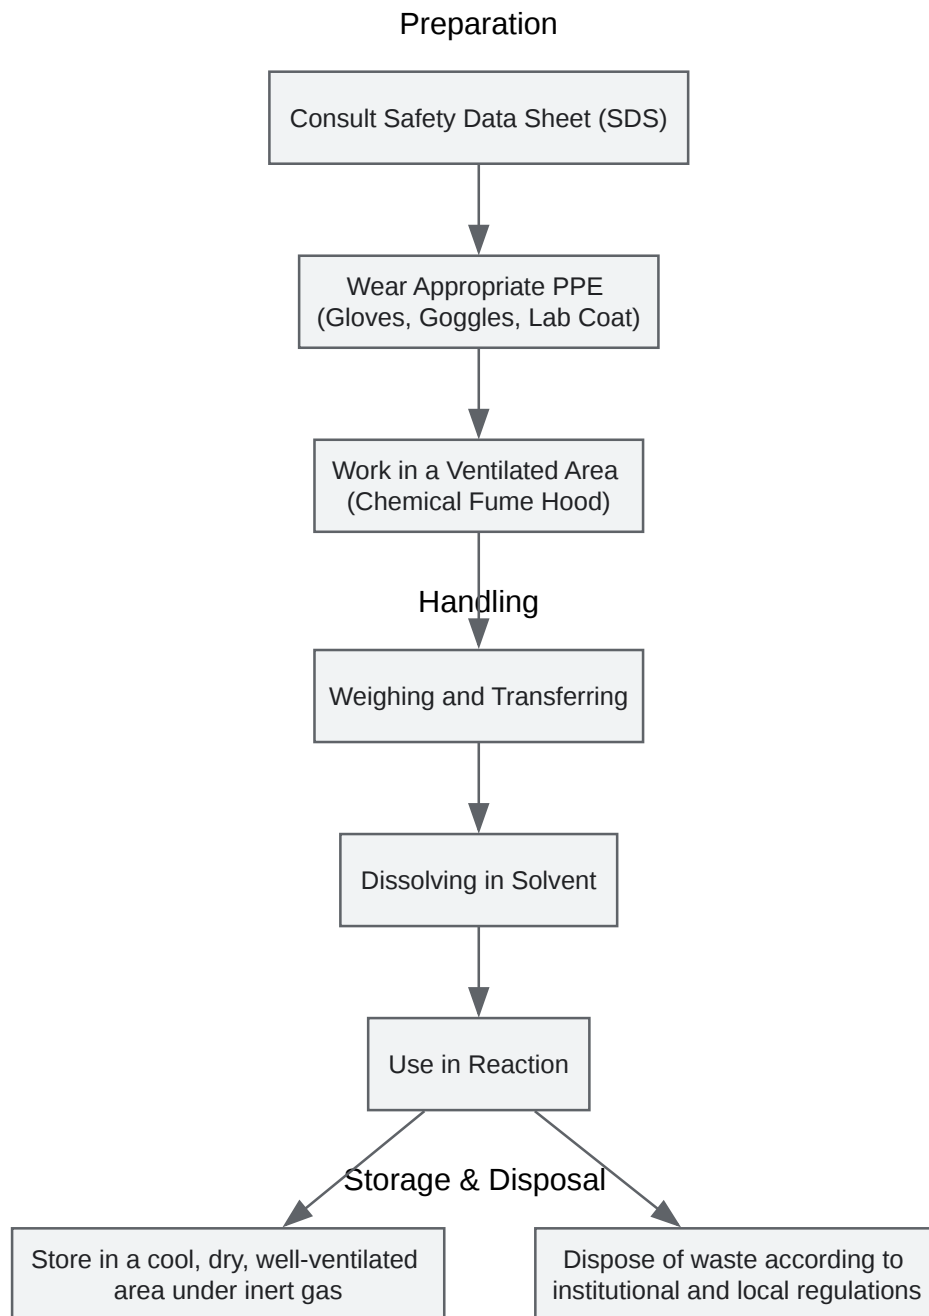 Preparation
Consult Safety Data Sheet (SDS)
Wear Appropriate PPE
(Gloves, Goggles, Lab Coat)
Work in a Ventilated Area
(Chemical Fume Hood)
Handling
Weighing and Transferring
Dissolving in Solvent
Use in Reaction
Storage & Disposal
Store in a cool, dry, well-ventilated
area under inert gas
Dispose of waste according to
institutional and local regulations